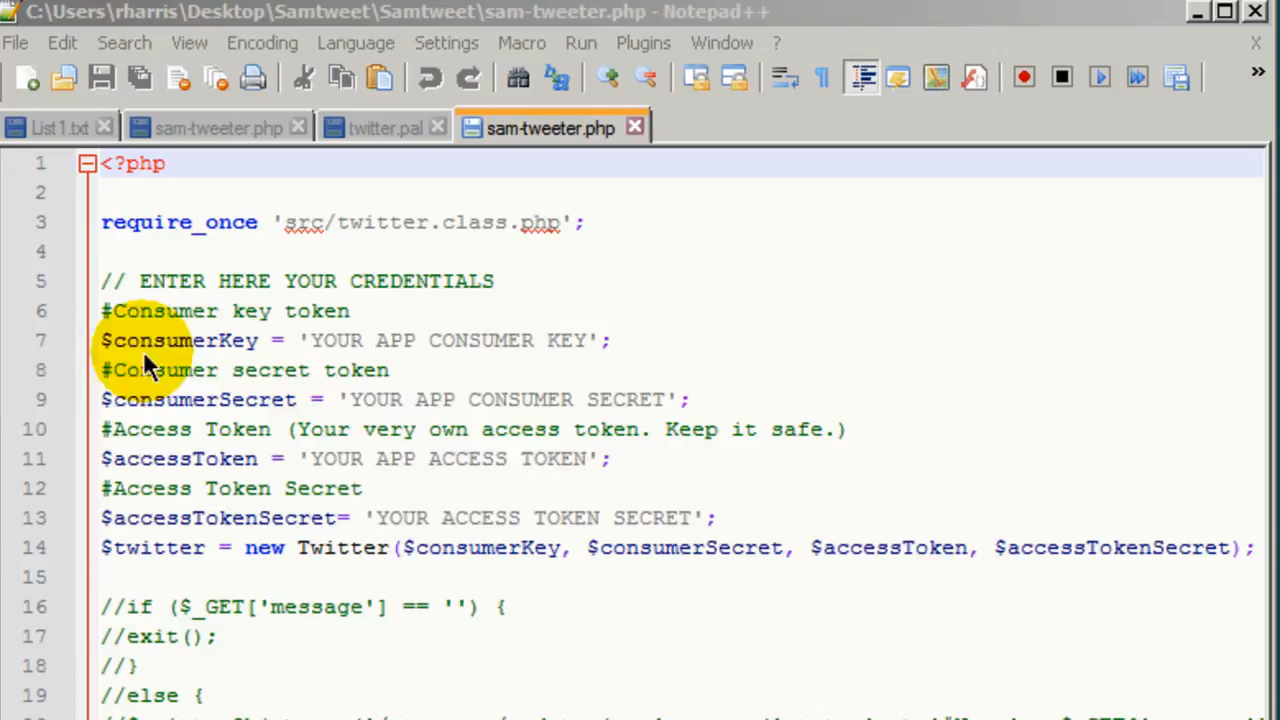 C:\Users\rharris\Desktop\Samtweet\Samtweet\sam-tweeter.php - Notepad++
File Edit Search View Encoding Language Settings Macro Run Plugins Window ? X
List1.txt sam-tweeter.php twitter.pal sam-tweeter.php
1 <?php
2
3 require_once 'src/twitter.class.php';
4
5 // ENTER HERE YOUR CREDENTIALS
6 #Consumer key token
7 $consumerKey = 'YOUR APP CONSUMER KEY';
8 #Consumer secret token
9 $consumerSecret = 'YOUR APP CONSUMER SECRET';
10 #Access Token (Your very own access token. Keep it safe.)
11 $accessToken = 'YOUR APP ACCESS TOKEN';
12 #Access Token Secret
13 $accessTokenSecret= 'YOUR ACCESS TOKEN SECRET';
14 $twitter = new Twitter($consumerKey, $consumerSecret, $accessToken, $accessTokenSecret);
15
16 //if ($_GET['message'] == '') {
17 //exit();
18 //}
19 //else {